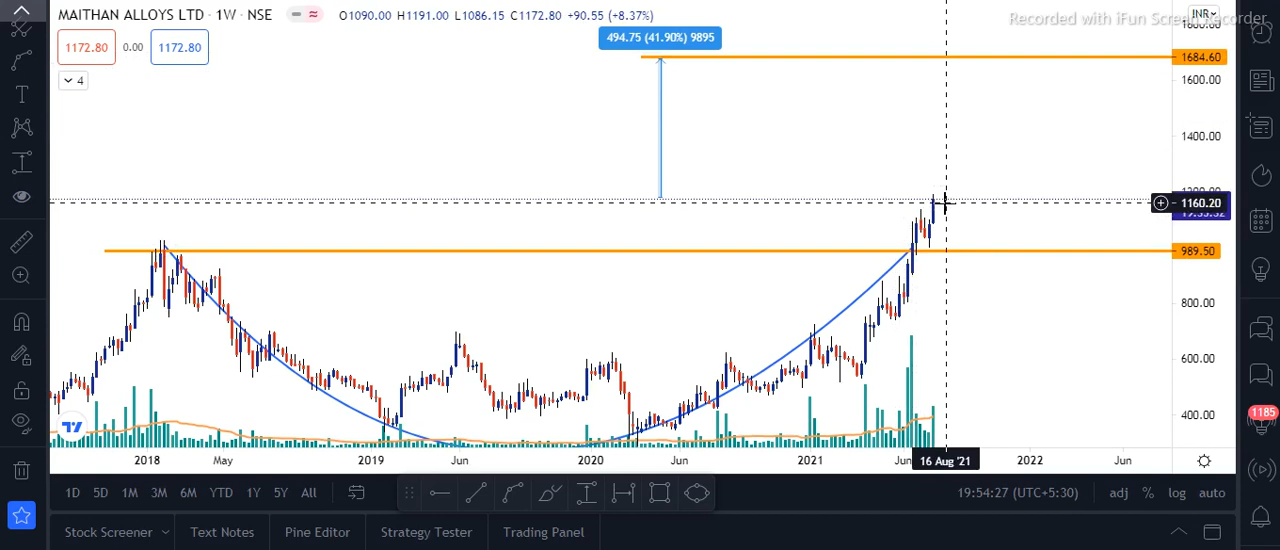 MAITHAN ALLOYS LTD · 1W · NSE O1090.00 H1191.00 L1086.15 C1172.80 +90.55 (+8.37%)
INR
Recorded with iFun Screen Recorder
1172.80 0.00 1172.80
494.75 (41.90%) 9895
1684.60
4
1600.00
1400.00
1200.00
1160.20
989.50
800.00
600.00
400.00
1185
2018 May 2019 Jun 2020 Jun 2021 Jun 16 Aug '21 2022 Jun
1D 5D 1M 3M 6M YTD 1Y 5Y All 19:54:27 (UTC+5:30) adj % log auto
Stock Screener Text Notes Pine Editor Strategy Tester Trading Panel